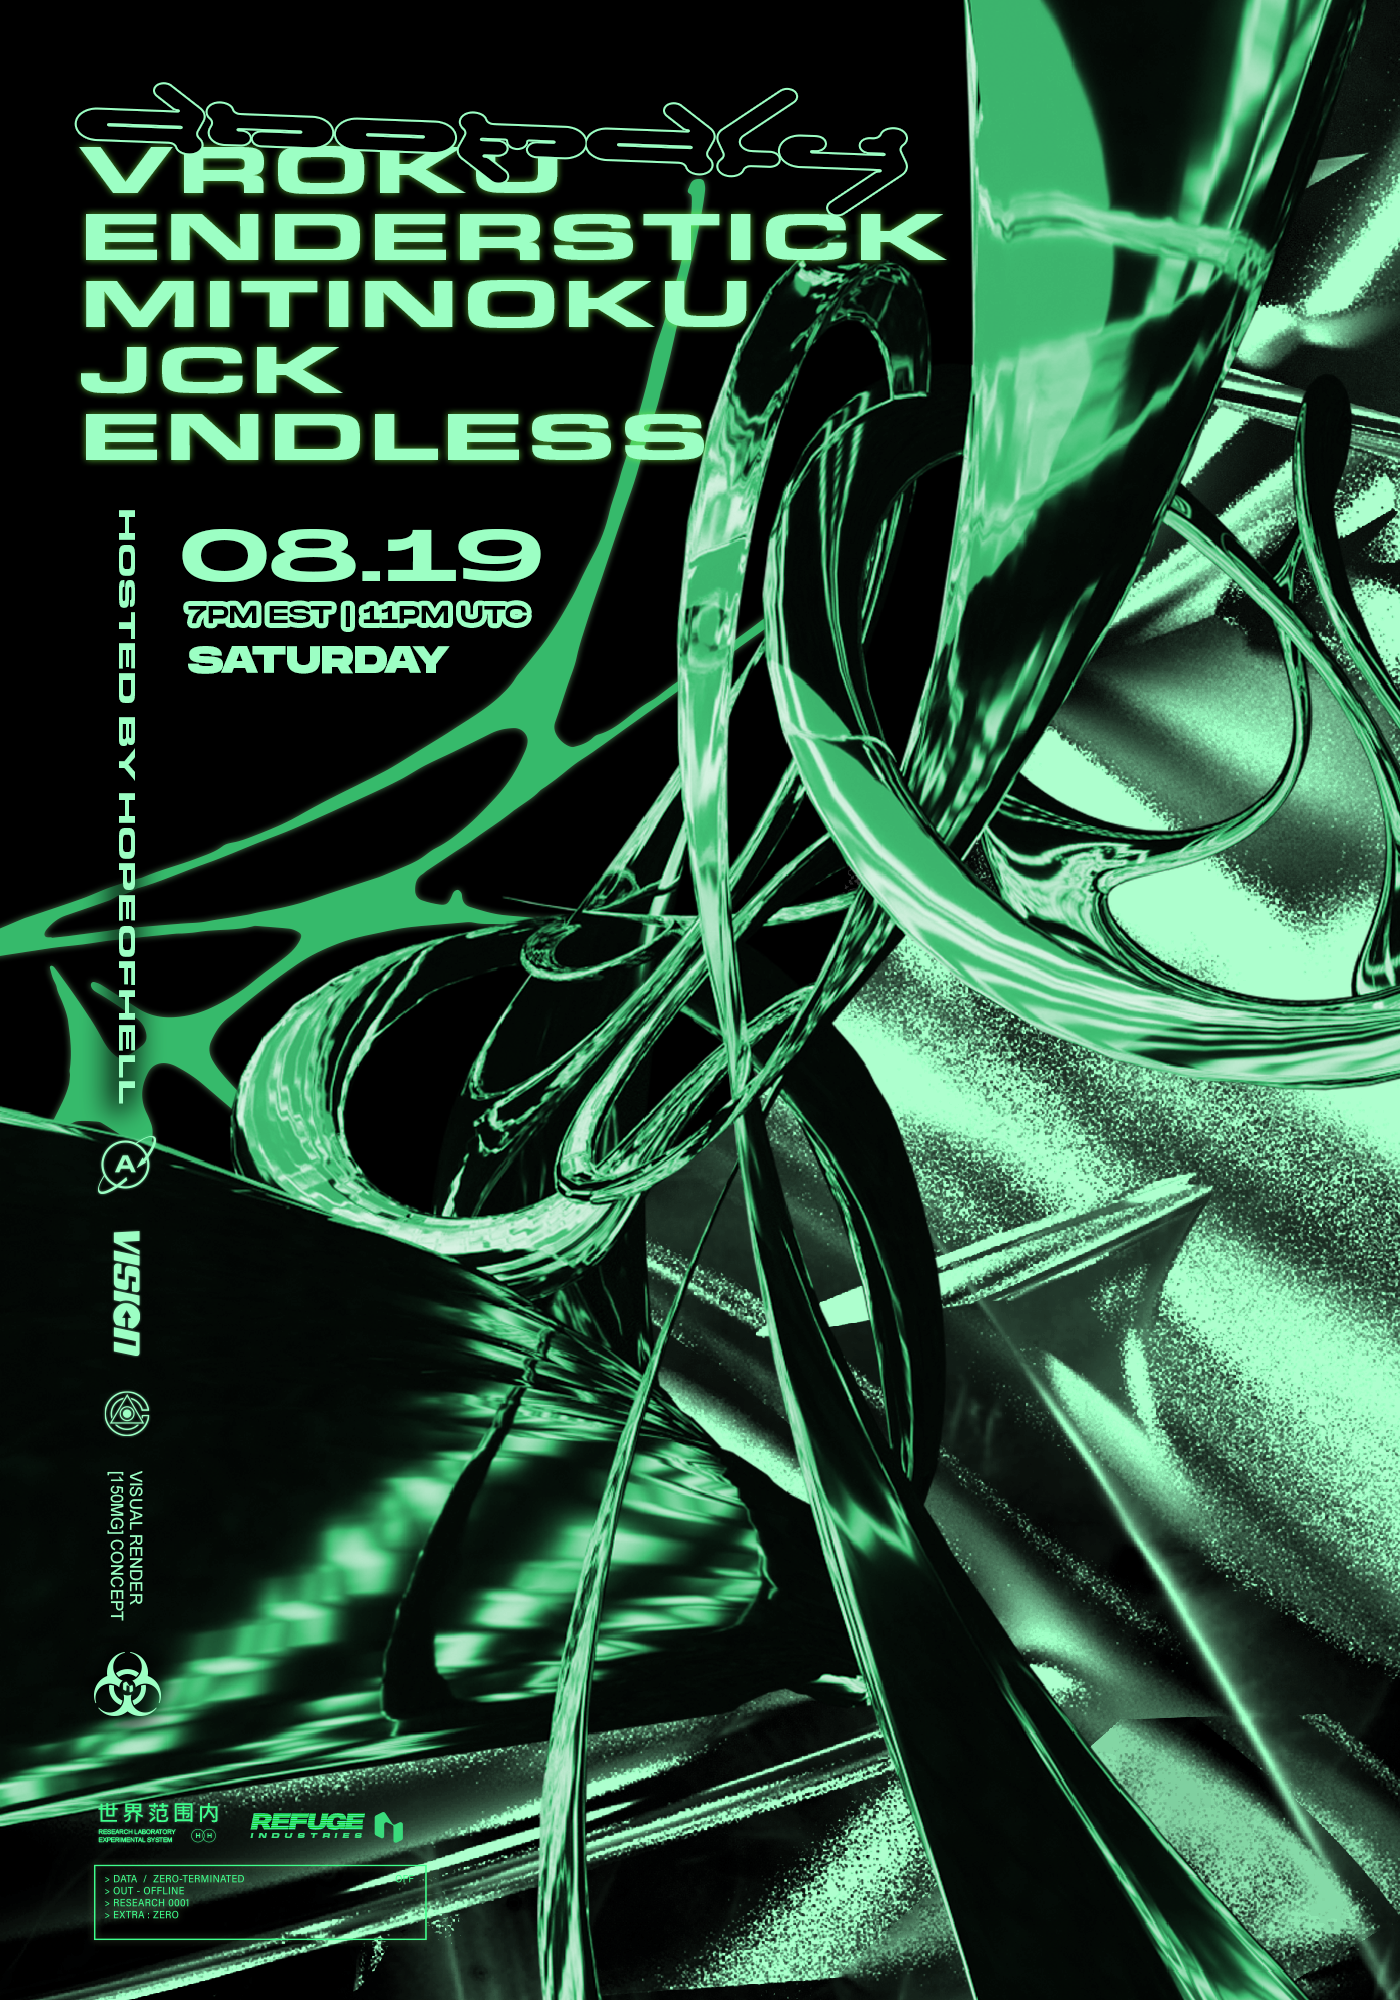 VROKU
ENDERSTICK
MITINOKU
JCK
ENDLESS
08.19
7PM EST | 11PM UTC
SATURDAY
HOSTED BY HOPEOFHELL
A
VISION
VISUAL RENDER
[150MG] CONCEPT
世界范围内
RESEARCH LABORATORY
EXPERIMENTAL SYSTEM
HH
REFUGE
INDUSTRIES
> DATA / ZERO-TERMINATED
> OUT - OFFLINE
> RESEARCH 0001
> EXTRA : ZERO